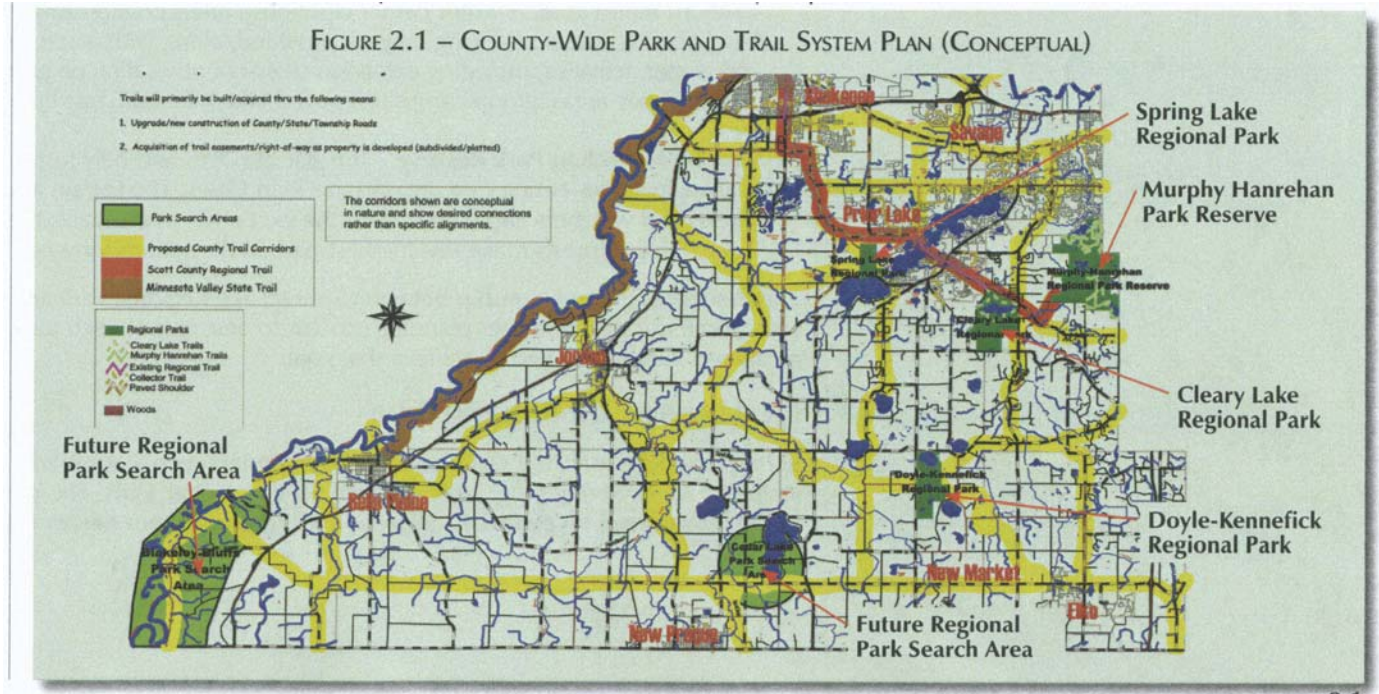 FIGURE 2.1 – COUNTY-WIDE PARK AND TRAIL SYSTEM PLAN (CONCEPTUAL)
Trails will primarily be built/acquired thru the following means:
1. Upgrade/new construction of County/State/Township Roads
2. Acquisition of trail easements/right-of-way as property is developed (subdivided/platted)
The corridors shown are conceptual
in nature and show desired connections
rather than specific alignments.
Park Search Areas
Proposed County Trail Corridors
Scott County Regional Trail
Minnesota Valley State Trail
Regional Parks
Cleary Lake Trails
Murphy Hanrehan Trails
Existing Regional Trail
Collector Trail
Paved Shoulder
Woods
Shakopee
Savage
Prior Lake
Spring Lake
Regional Park
Murphy-Hanrehan
Regional Park Reserve
Cleary Lake
Regional Park
Jordan
Belle Plaine
Doyle-Kennefick
Regional Park
Blakeley Bluffs
Park Search
Area
Cedar Lake
Park Search
Area
New Market
Elko
New Prague
Spring Lake
Regional Park
Murphy Hanrehan
Park Reserve
Cleary Lake
Regional Park
Doyle-Kennefick
Regional Park
Future Regional
Park Search Area
Future Regional
Park Search Area